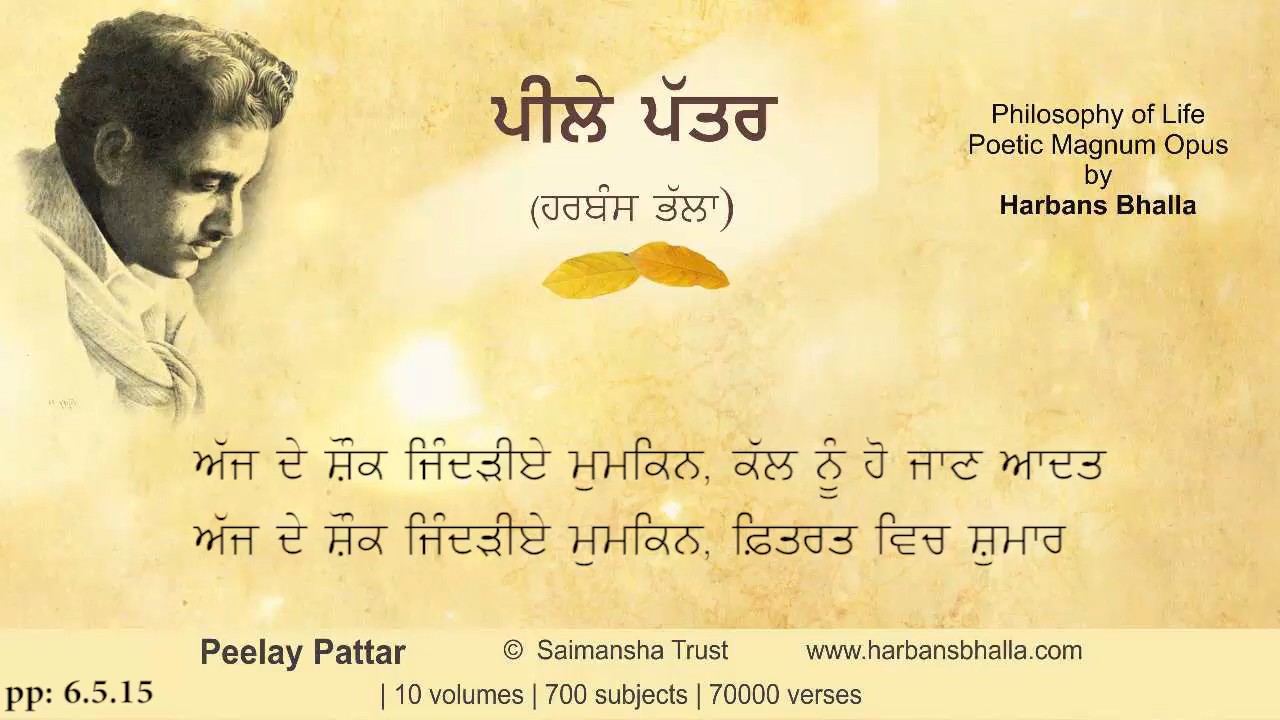 ਪੀਲੇ ਪੱਤਰ
(ਹਰਬੰਸ ਭੱਲਾ)
Philosophy of Life
Poetic Magnum Opus
by
Harbans Bhalla
ਅੱਜ ਦੇ ਸ਼ੌਕ ਜਿੰਦੜੀਏ ਮੁਮਕਿਨ, ਕੱਲ ਨੂੰ ਹੋ ਜਾਣ ਆਦਤ
ਅੱਜ ਦੇ ਸ਼ੌਕ ਜਿੰਦੜੀਏ ਮੁਮਕਿਨ, ਫ਼ਿਤਰਤ ਵਿਚ ਸ਼ੁਮਾਰ
Peelay Pattar © Saimansha Trust www.harbansbhalla.com
pp: 6.5.15 | 10 volumes | 700 subjects | 70000 verses